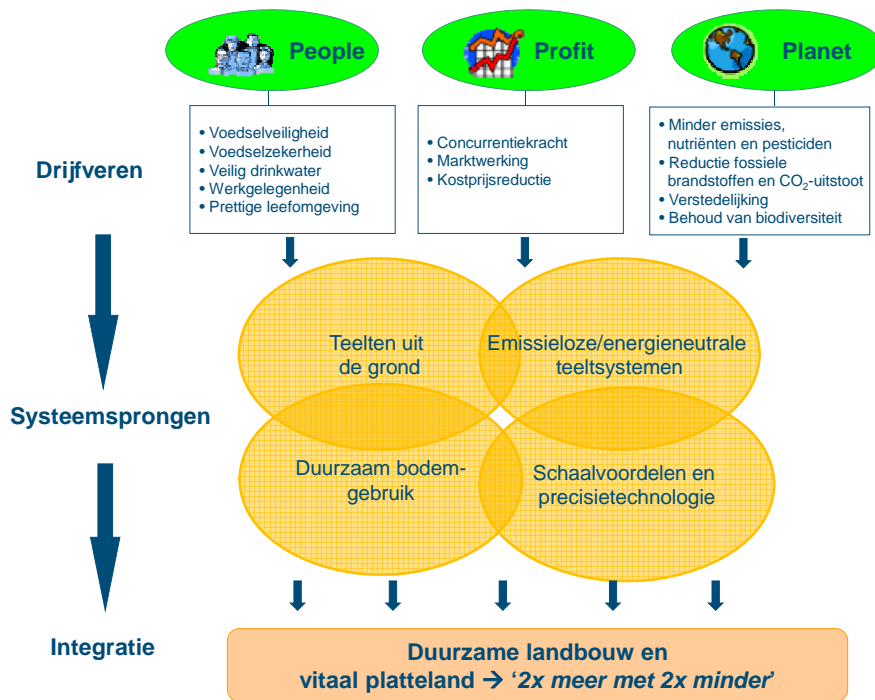 People
Profit
Planet
Drijfveren
• Voedselveiligheid
• Voedselzekerheid
• Veilig drinkwater
• Werkgelegenheid
• Prettige leefomgeving
• Concurrentiekracht
• Marktwerking
• Kostprijsreductie
• Minder emissies,
nutriënten en pesticiden
• Reductie fossiele
brandstoffen en CO₂-uitstoot
• Verstedelijking
• Behoud van biodiversiteit
Systeemsprongen
Teelten uit
de grond
Emissieloze/energieneutrale
teeltsystemen
Duurzaam bodem-
gebruik
Schaalvoordelen en
precisietechnologie
Integratie
Duurzame landbouw en
vitaal platteland → ‘2x meer met 2x minder’